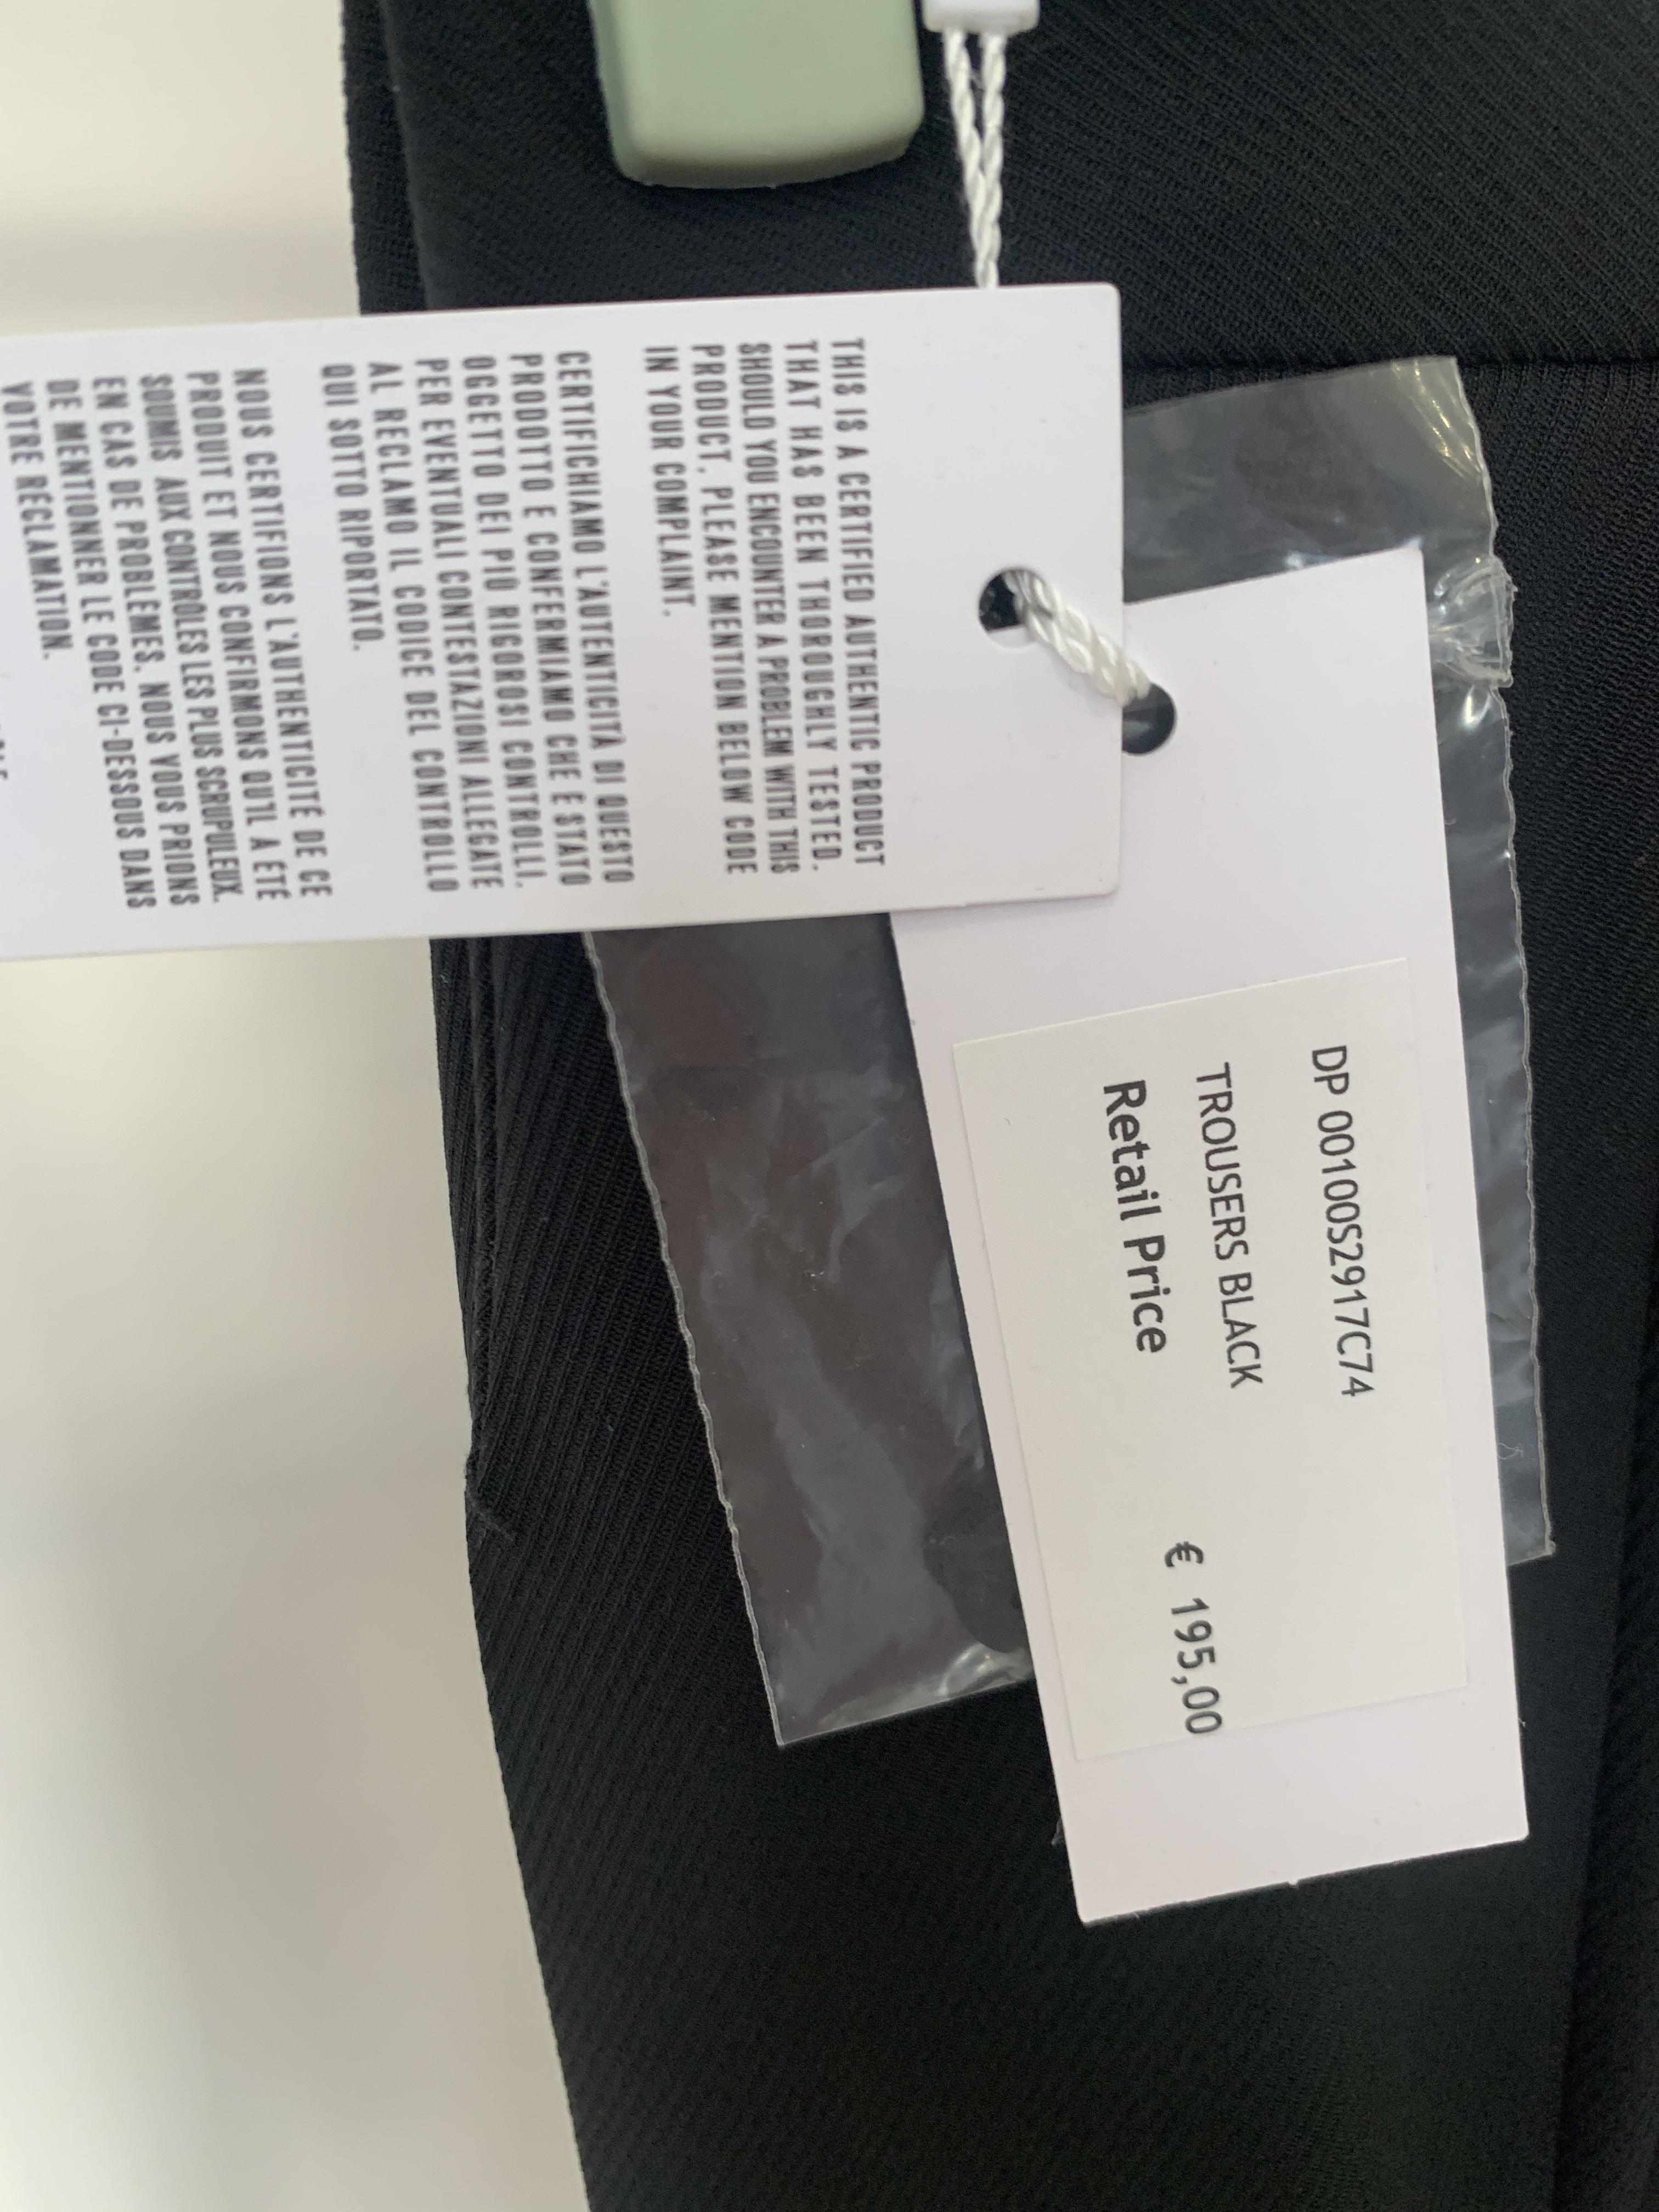 THIS IS A CERTIFIED AUTHENTIC PRODUCT
THAT HAS BEEN THOROUGHLY TESTED.
SHOULD YOU ENCOUNTER A PROBLEM WITH THIS
PRODUCT, PLEASE MENTION BELOW CODE
IN YOUR COMPLAINT.
CERTIFICHIAMO L'AUTENTICITÀ DI QUESTO
PRODOTTO E CONFERMIAMO CHE È STATO
OGGETTO DEI PIÙ RIGOROSI CONTROLLI.
PER EVENTUALI CONTESTAZIONI ALLEGATE
AL RECLAMO IL CODICE DEL CONTROLLO
QUI SOTTO RIPORTATO.
NOUS CERTIFIONS L'AUTHENTICITÉ DE CE
PRODUIT ET NOUS CONFIRMONS QU'IL A ÉTÉ
SOUMIS AUX CONTRÔLES LES PLUS SCRUPULEUX.
EN CAS DE PROBLÈMES, NOUS VOUS PRIONS
DE MENTIONNER LE CODE CI-DESSOUS DANS
VOTRE RÉCLAMATION.
DP 00100S2917C74
TROUSERS BLACK
Retail Price
€ 195,00